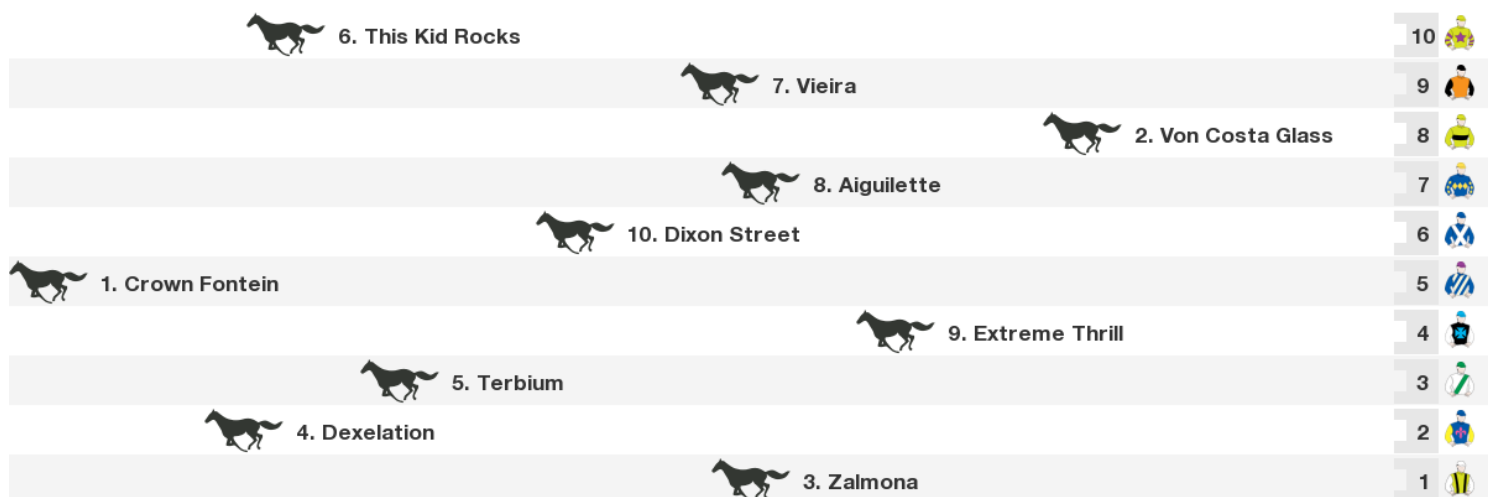 6. This Kid Rocks 10
7. Vieira 9
2. Von Costa Glass 8
8. Aiguilette 7
10. Dixon Street 6
1. Crown Fontein 5
9. Extreme Thrill 4
5. Terbium 3
4. Dexelation 2
3. Zalmona 1